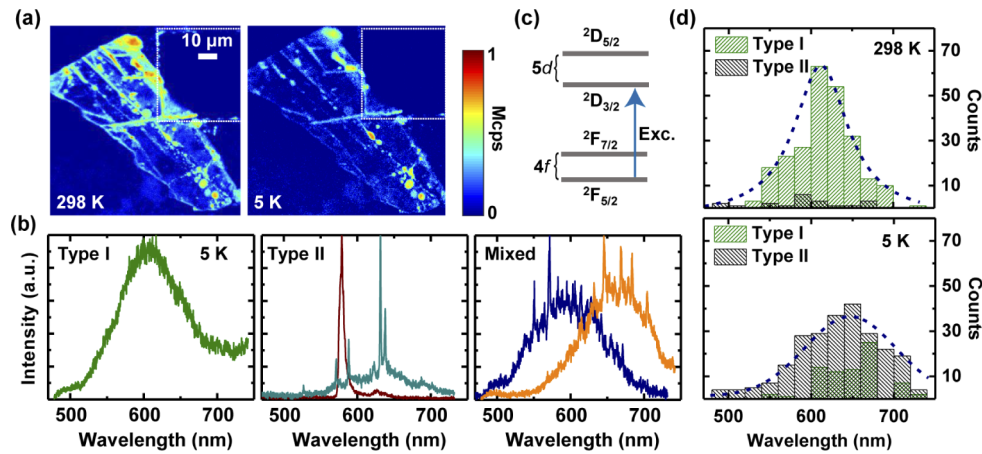 (a)
10 μm
298 K
5 K
1
Mcps
0
(c)
²D₅/₂
5d
²D₃/₂
²F₇/₂
Exc.
4f
²F₅/₂
(d)
Type I
Type II
298 K
70
50
30
10
Counts
Type I
Type II
5 K
70
50
30
10
Counts
500 600 700
Wavelength (nm)
(b)
Type I 5 K
Type II
Mixed
Intensity (a.u.)
500 600 700
500 600 700
500 600 700
Wavelength (nm)
Wavelength (nm)
Wavelength (nm)